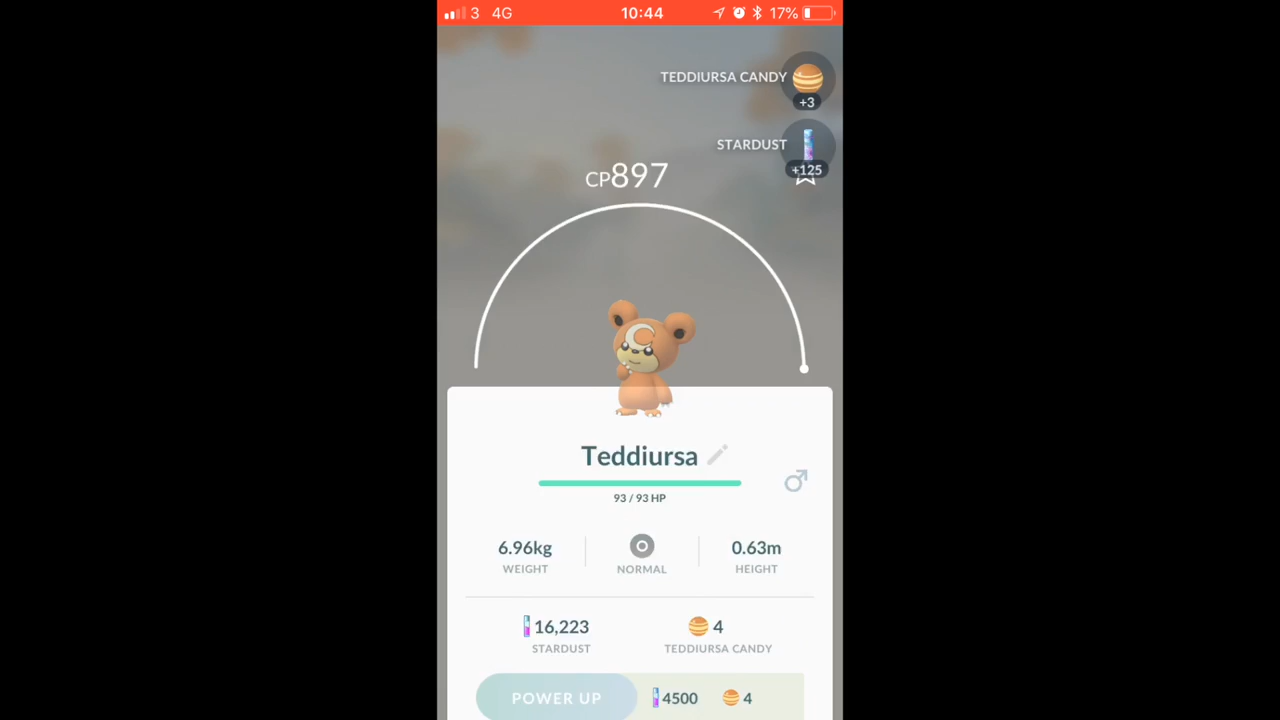 3 4G 10:44 17%
TEDDIURSA CANDY
+3
STARDUST
+125
CP897
Teddiursa
93 / 93 HP
6.96kg
WEIGHT
NORMAL
0.63m
HEIGHT
16,223
STARDUST
4
TEDDIURSA CANDY
POWER UP 4500 4